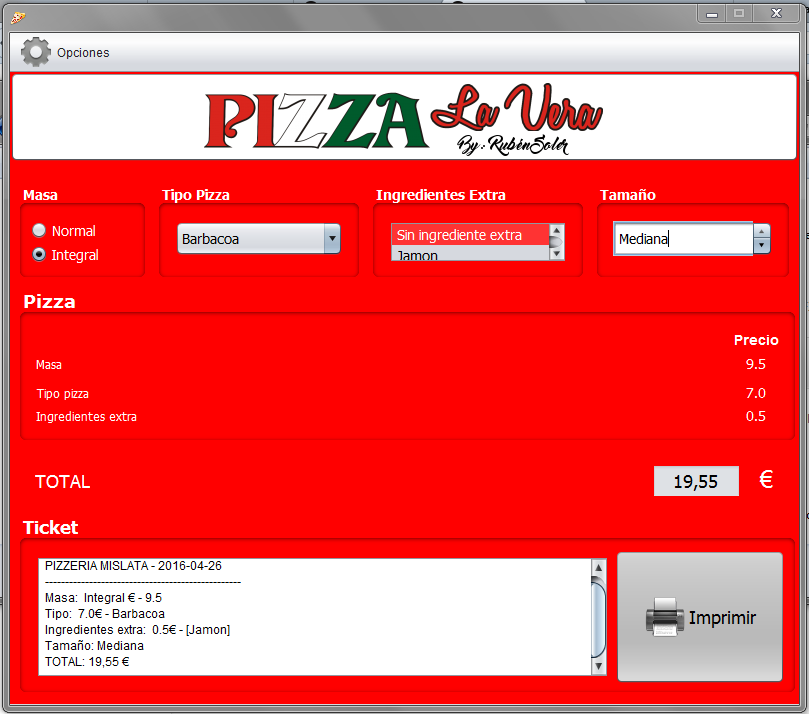 Opciones
PIZZA La Vera
By: Rubén Soler
Masa
Tipo Pizza
Ingredientes Extra
Tamaño
Normal
Integral
Barbacoa
Sin ingrediente extra
Jamon
Mediana
Pizza
Precio
Masa 9.5
Tipo pizza 7.0
Ingredientes extra 0.5
TOTAL 19,55 €
Ticket
PIZZERIA MISLATA - 2016-04-26
-------------------------------------------------
Masa: Integral € - 9.5
Tipo: 7.0€ - Barbacoa
Ingredientes extra: 0.5€ - [Jamon]
Tamaño: Mediana
TOTAL: 19,55 €
Imprimir